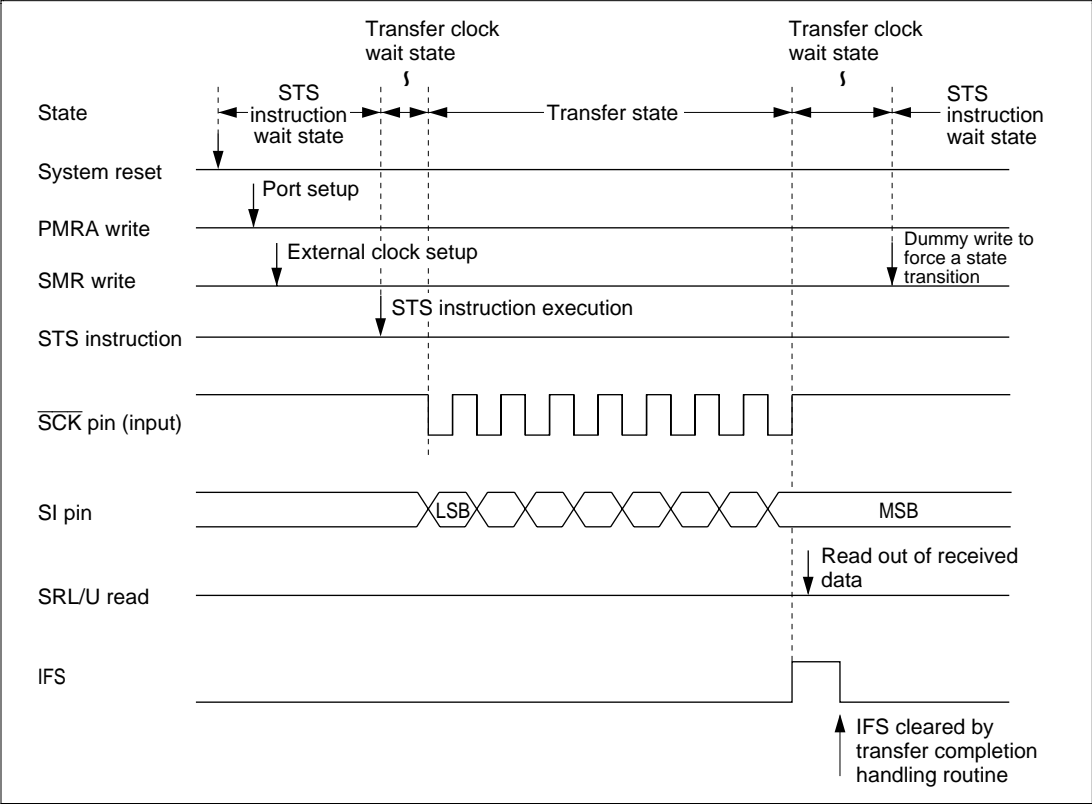 Transfer clock
wait state
Transfer clock
wait state
State
STS
instruction
wait state
Transfer state
STS
instruction
wait state
System reset
Port setup
PMRA write
External clock setup
Dummy write to
force a state
transition
SMR write
STS instruction execution
STS instruction
SCK pin (input)
SI pin
LSB
MSB
Read out of received
data
SRL/U read
IFS
IFS cleared by
transfer completion
handling routine